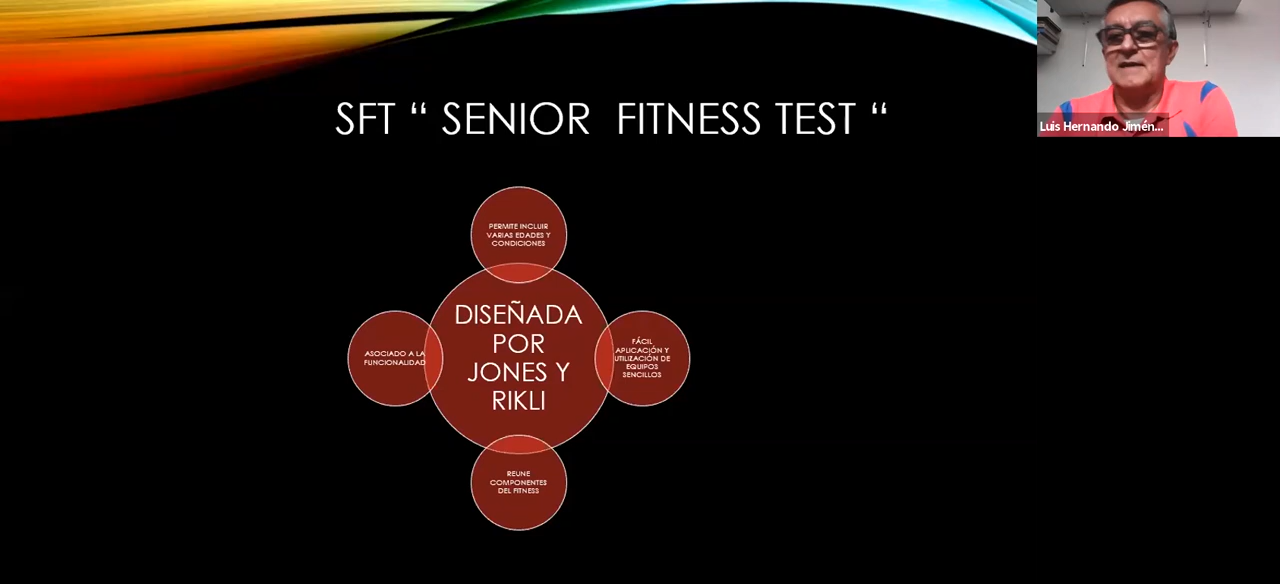 SFT “ SENIOR FITNESS TEST “
Luis Hernando Jimén...
PERMITE INCLUIR
VARIAS EDADES Y
CONDICIONES
DISEÑADA
POR
JONES Y
RIKLI
ASOCIADO A LA
FUNCIONALIDAD
FÁCIL
APLICACIÓN Y
UTILIZACIÓN DE
EQUIPOS
SENCILLOS
REUNE
COMPONENTES
DEL FITNESS